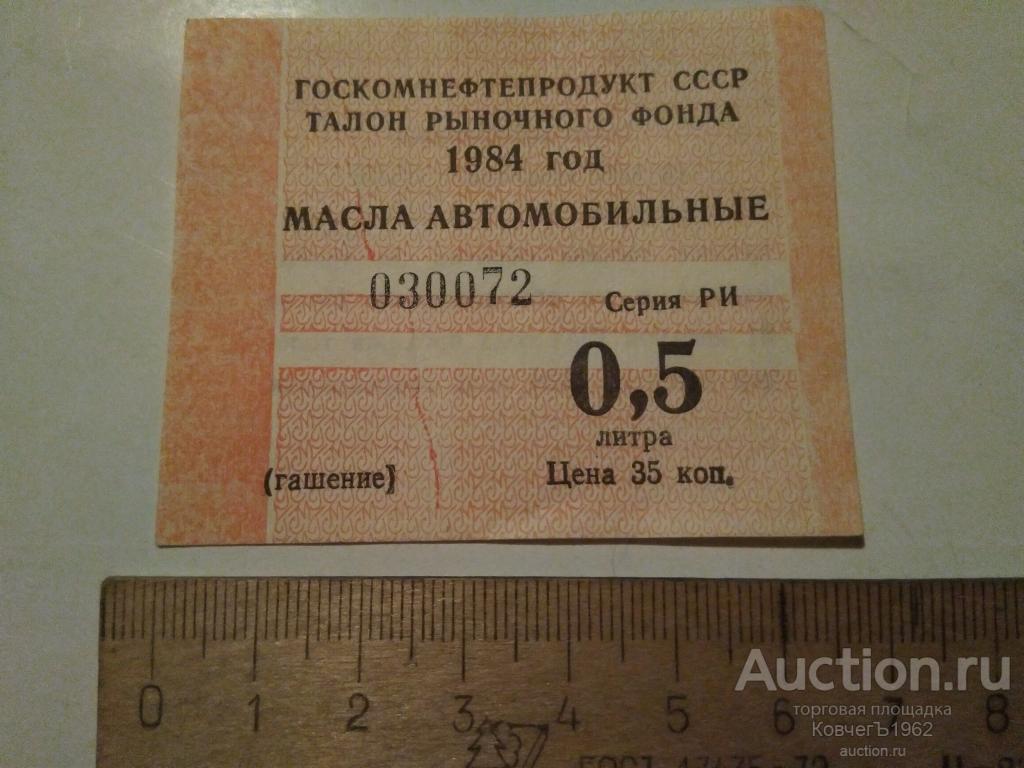 ГОСКОМНЕФТЕПРОДУКТ СССР
ТАЛОН РЫНОЧНОГО ФОНДА
1984 год
МАСЛА АВТОМОБИЛЬНЫЕ
030072
Серия РИ
0,5
литра
(гашение)
Цена 35 коп.
0 1 2 3 4 5 6 7 8
Auction.ru
торговая площадка
КовчегЪ1962
auction.ru